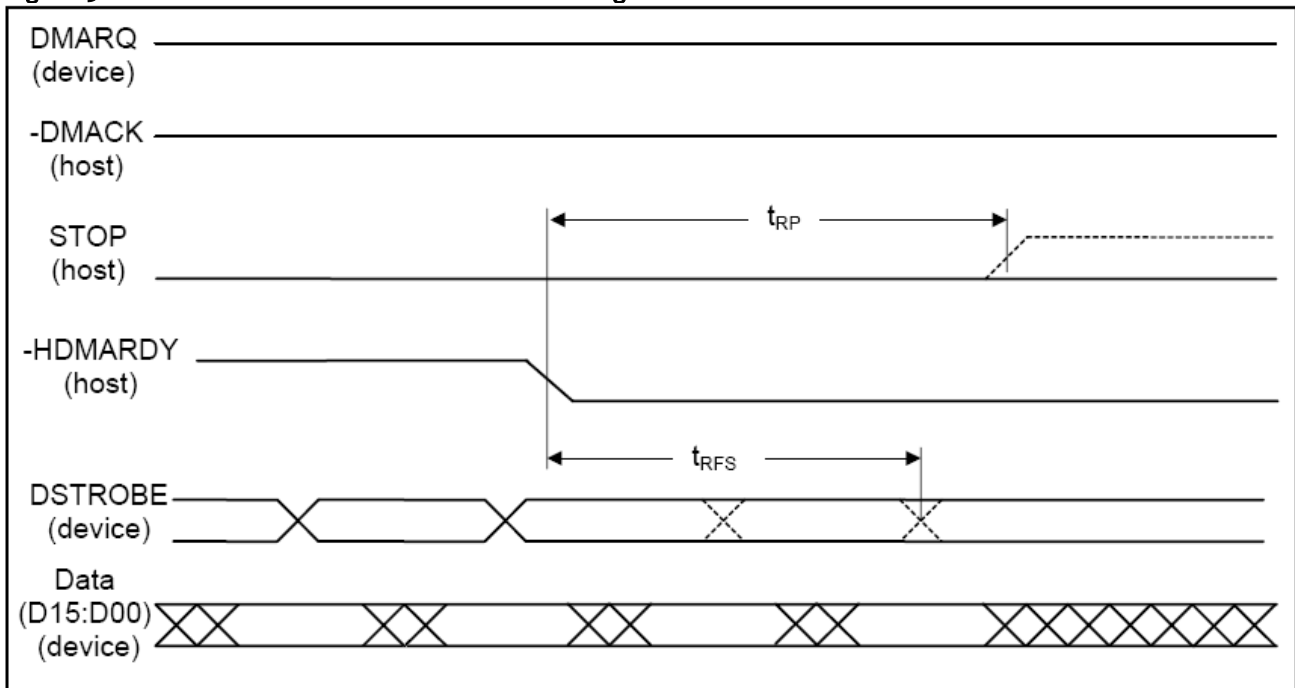 DMARQ
(device)
-DMACK
(host)
tRP
STOP
(host)
-HDMARDY
(host)
tRFS
DSTROBE
(device)
Data
(D15:D00)
(device)